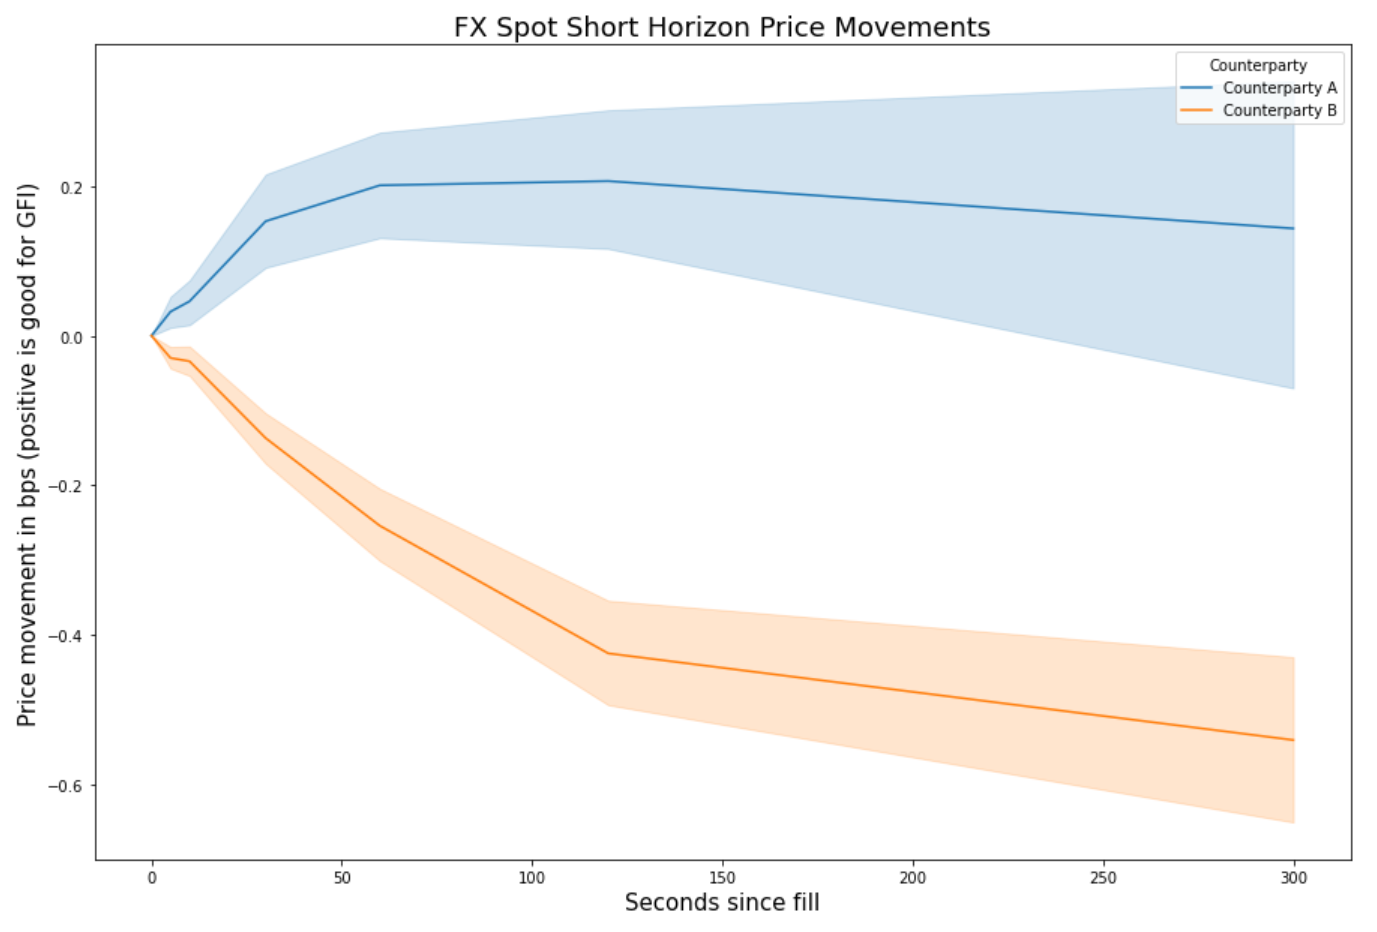 FX Spot Short Horizon Price Movements
Counterparty
Counterparty A
Counterparty B
Price movement in bps (positive is good for GFI)
0.2
0.0
−0.2
−0.4
−0.6
0
50
100
150
200
250
300
Seconds since fill